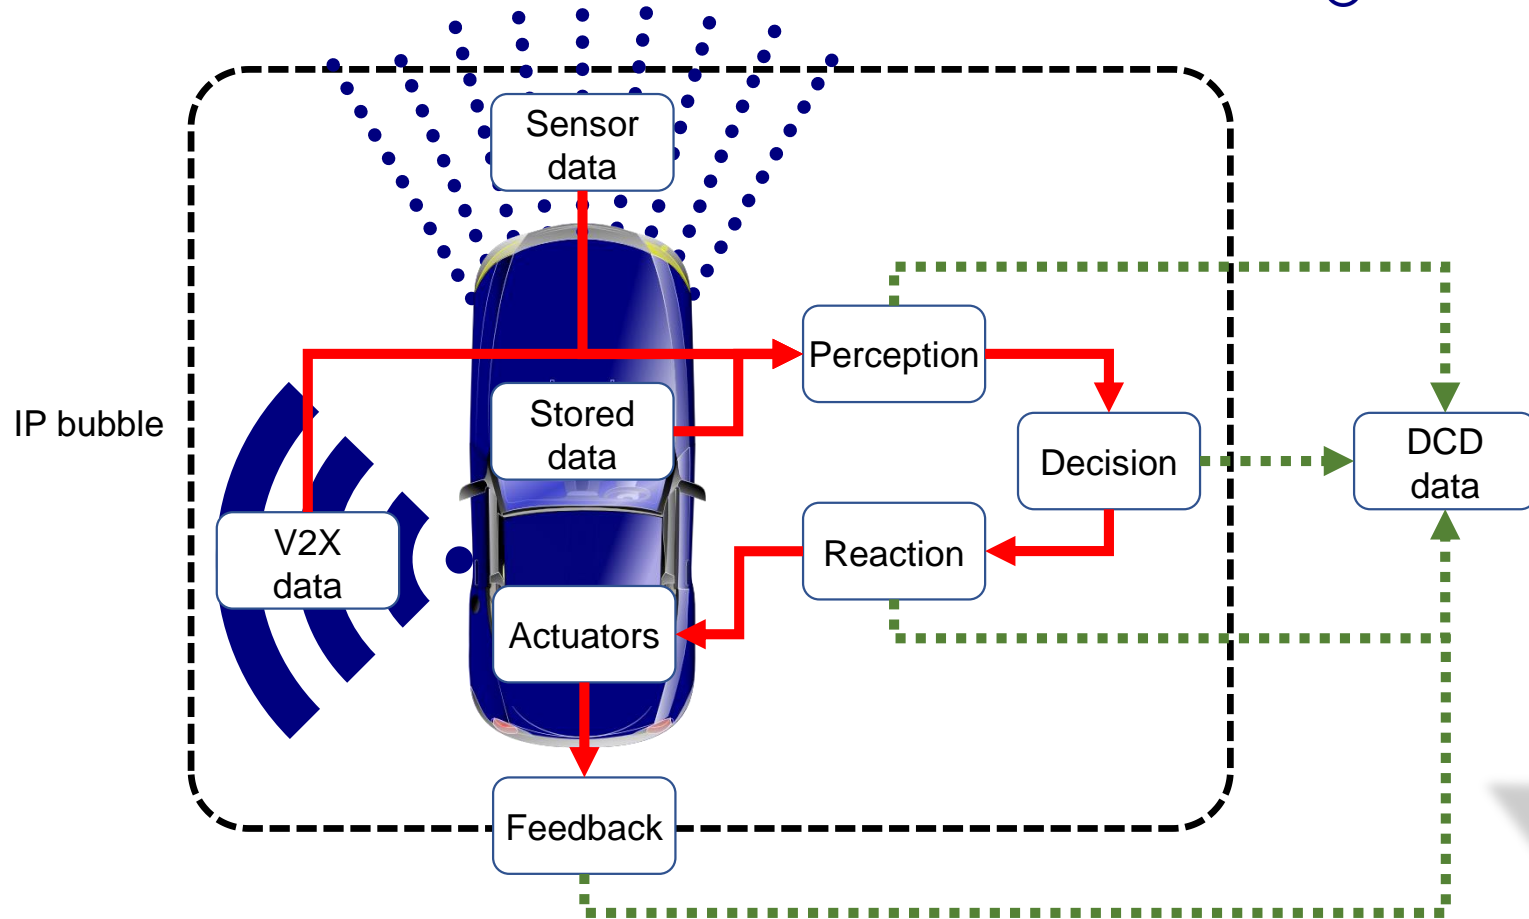 Sensor
data
Perception
IP bubble
Stored
data
Decision
DCD
data
V2X
data
Reaction
Actuators
Feedback